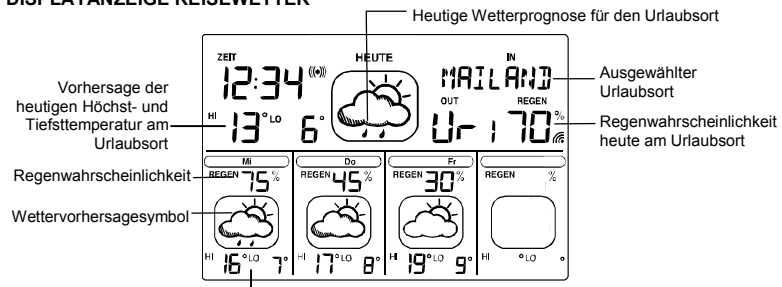 DISPLAYANZEIGE REISEWETTER
Heutige Wetterprognose für den Urlaubsort
ZEIT HEUTE IN
12:34 MAILAND
Ausgewählter
Urlaubsort
Vorhersage der
heutigen Höchst- und
Tiefsttemperatur am
Urlaubsort
OUT REGEN
HI 13° LO 6° Ur i 70%
Regenwahrscheinlichkeit
heute am Urlaubsort
Mi Do Fr
Regenwahrscheinlichkeit
REGEN 75% REGEN 45% REGEN 30% REGEN %
Wettervorhersagesymbol
HI 16° LO 7° HI 17° LO 8° HI 19° LO 9° HI ° LO °